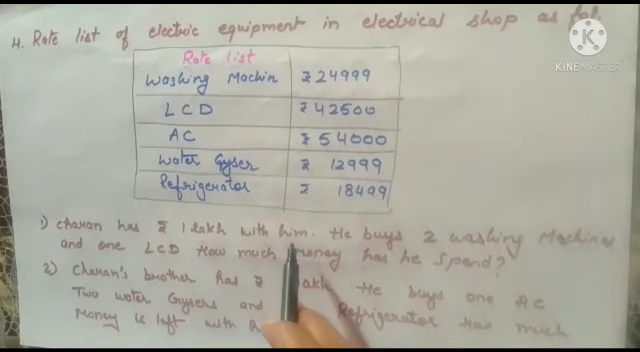 4. Rate list of electric equipment in electrical shop as
KINEMASTER
Rate list
Washing Machin ₹ 24999
LCD ₹ 42500
AC ₹ 54000
Water Gyser ₹ 12999
Refrigerator ₹ 18499
1) Charan has ₹ 1 lakh with him. He buys 2 washing Machines
and one LCD How much money has he spend?
2) Charan's brother has ₹ lakh. He buys one AC
Two water Gysers and Refrigerator How much
Money is left with